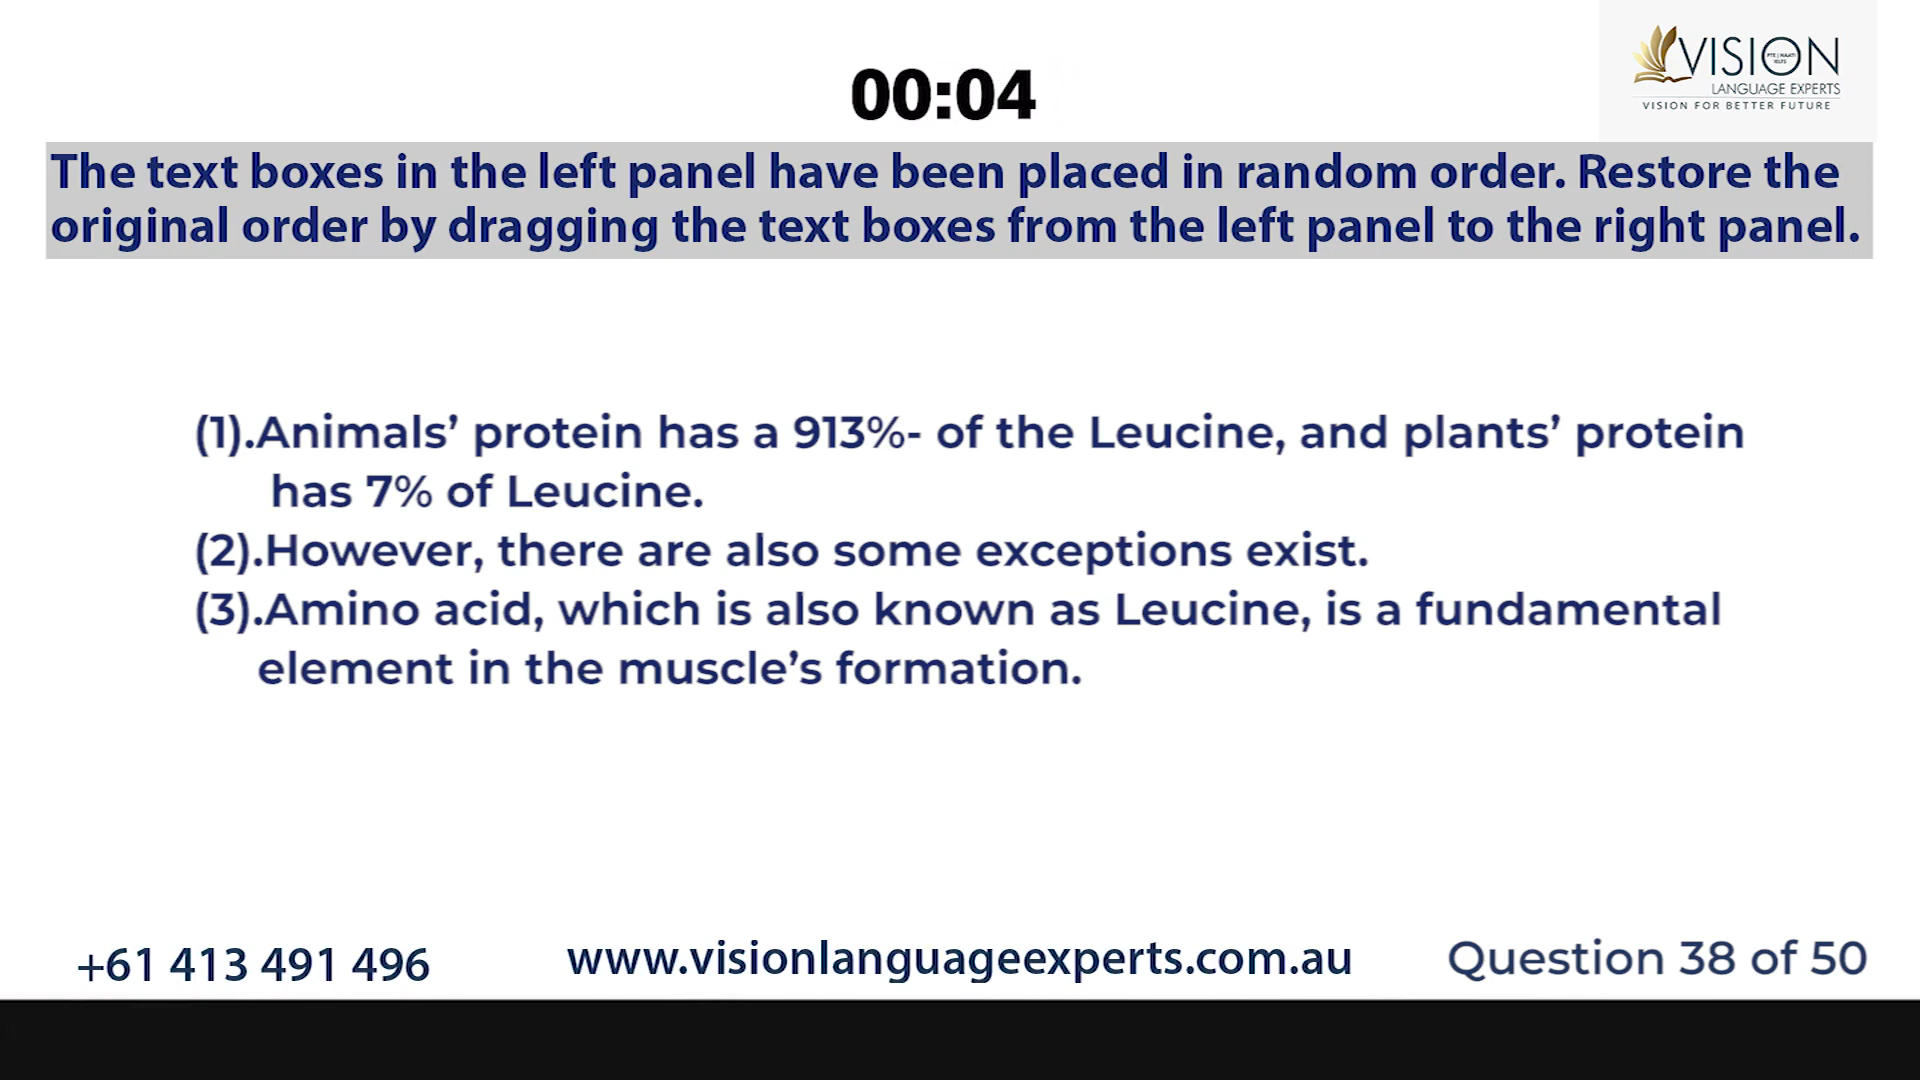 00:04
VISION
PTE | NAATI
IELTS
LANGUAGE EXPERTS
VISION FOR BETTER FUTURE
The text boxes in the left panel have been placed in random order. Restore the
original order by dragging the text boxes from the left panel to the right panel.
(1).Animals’ protein has a 913%- of the Leucine, and plants’ protein
has 7% of Leucine.
(2).However, there are also some exceptions exist.
(3).Amino acid, which is also known as Leucine, is a fundamental
element in the muscle’s formation.
+61 413 491 496
www.visionlanguageexperts.com.au
Question 38 of 50